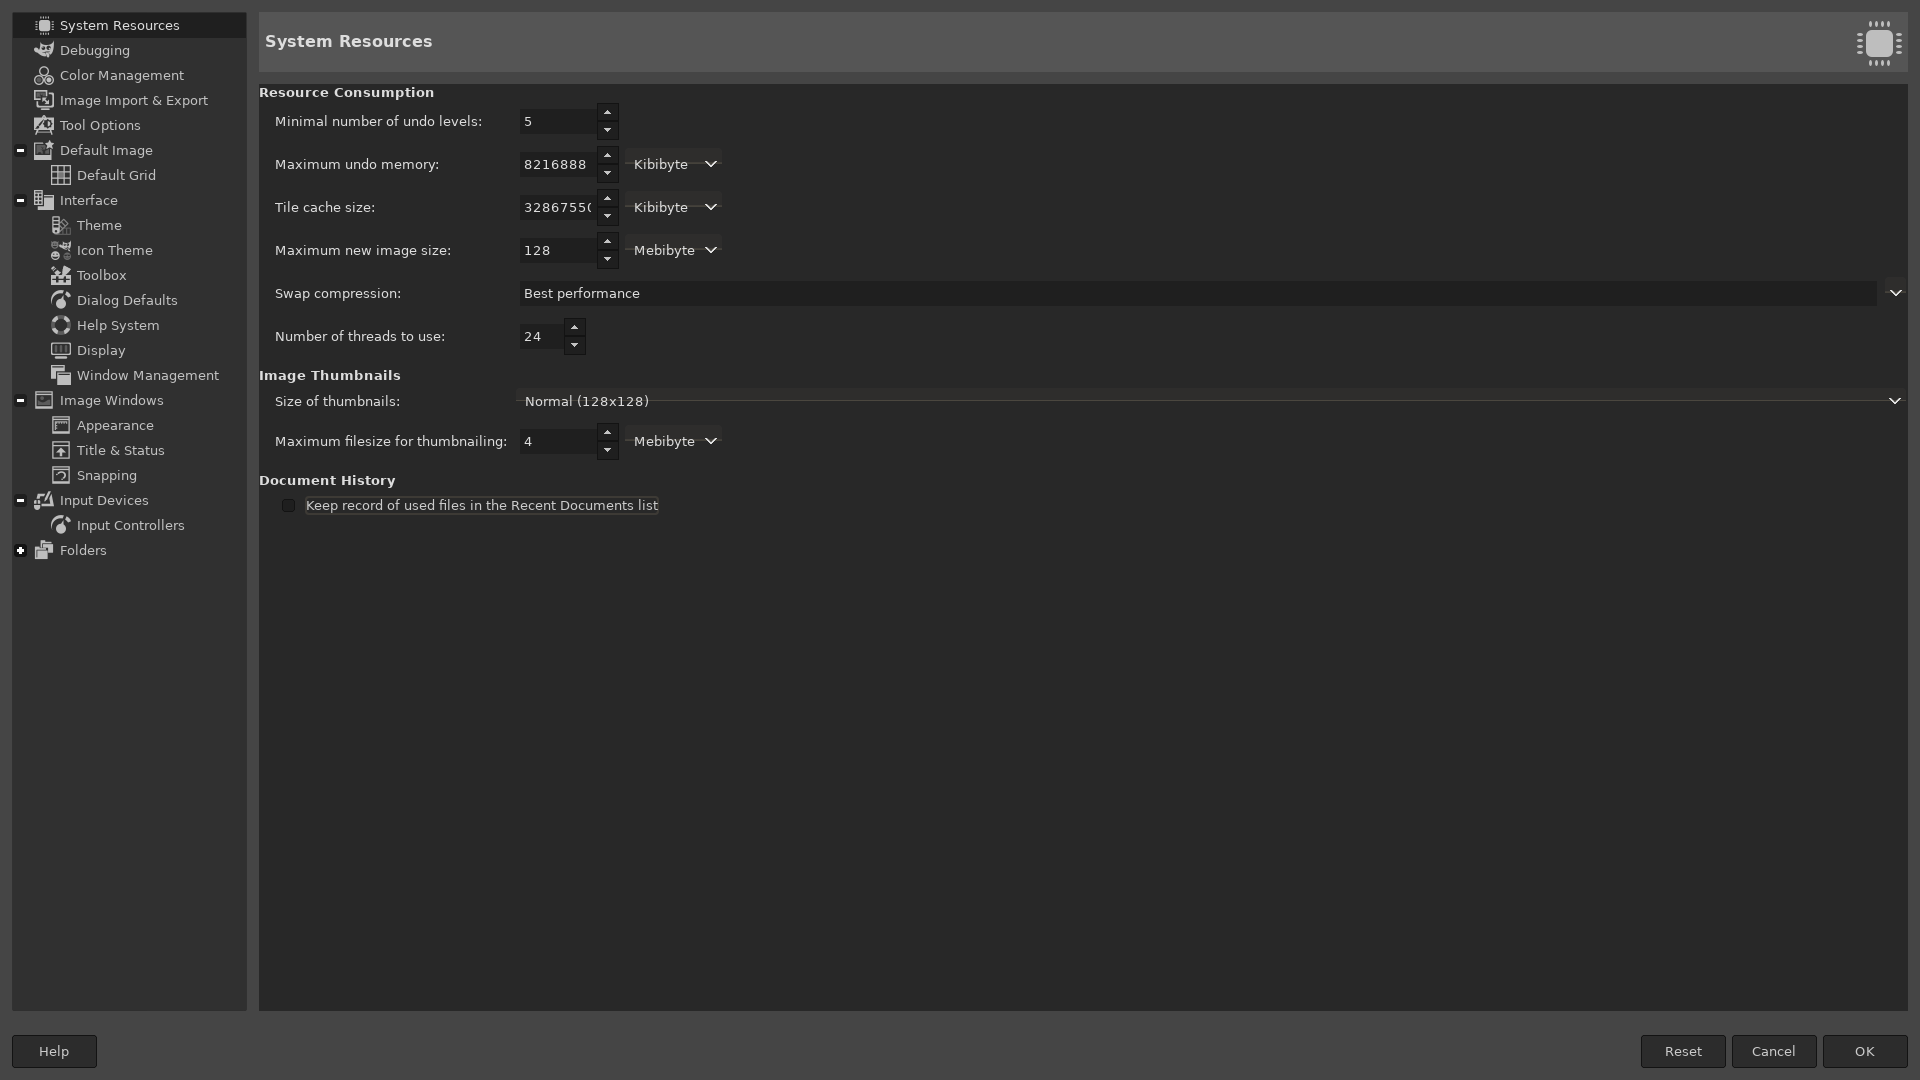 System Resources
Debugging
Color Management
Image Import & Export
Tool Options
Default Image
Default Grid
Interface
Theme
Icon Theme
Toolbox
Dialog Defaults
Help System
Display
Window Management
Image Windows
Appearance
Title & Status
Snapping
Input Devices
Input Controllers
Folders
System Resources
Resource Consumption
Minimal number of undo levels: 5
Maximum undo memory: 8216888 Kibibyte
Tile cache size: 32867550 Kibibyte
Maximum new image size: 128 Mebibyte
Swap compression: Best performance
Number of threads to use: 24
Image Thumbnails
Size of thumbnails: Normal (128x128)
Maximum filesize for thumbnailing: 4 Mebibyte
Document History
Keep record of used files in the Recent Documents list
Help
Reset
Cancel
OK